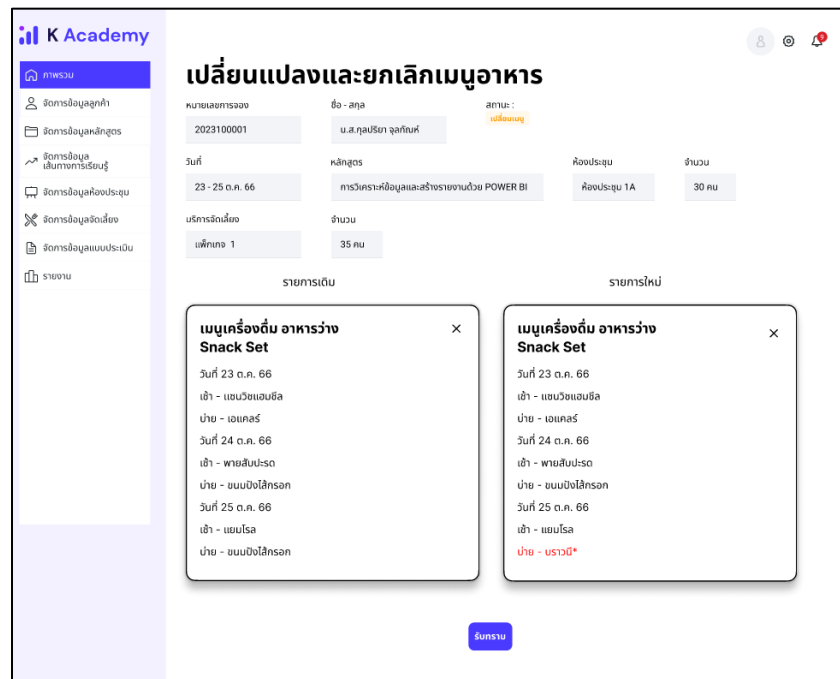 K Academy
9
ภาพรวม
จัดการข้อมูลลูกค้า
จัดการข้อมูลหลักสูตร
จัดการข้อมูล
เส้นทางการเรียนรู้
จัดการข้อมูลห้องประชุม
จัดการข้อมูลจัดเลี้ยง
จัดการข้อมูลแบบประเมิน
รายงาน
เปลี่ยนแปลงและยกเลิกเมนูอาหาร
หมายเลขการจอง
ชื่อ - สกุล
สถานะ :
2023100001
น.ส.กุลปริยา จุลกัณห์
เปลี่ยนเมนู
วันที่
หลักสูตร
ห้องประชุม
จำนวน
23 - 25 ต.ค. 66
การวิเคราะห์ข้อมูลและสร้างรายงานด้วย POWER BI
ห้องประชุม 1A
30 คน
บริการจัดเลี้ยง
จำนวน
แพ็กเกจ 1
35 คน
รายการเดิม
รายการใหม่
เมนูเครื่องดื่ม อาหารว่าง
Snack Set
วันที่ 23 ต.ค. 66
เช้า - แซนวิชแฮมชีล
บ่าย - เอแคลร์
วันที่ 24 ต.ค. 66
เช้า - พายสับปะรด
บ่าย - ขนมปังไส้กรอก
วันที่ 25 ต.ค. 66
เช้า - แยมโรล
บ่าย - ขนมปังไส้กรอก
เมนูเครื่องดื่ม อาหารว่าง
Snack Set
วันที่ 23 ต.ค. 66
เช้า - แซนวิชแฮมชีล
บ่าย - เอแคลร์
วันที่ 24 ต.ค. 66
เช้า - พายสับปะรด
บ่าย - ขนมปังไส้กรอก
วันที่ 25 ต.ค. 66
เช้า - แยมโรล
บ่าย - บราวนี่*
รับทราบ